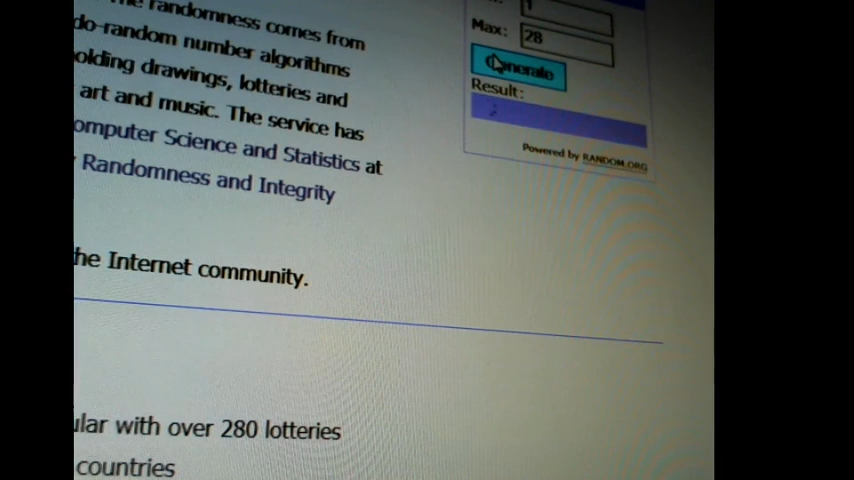 The randomness comes from
do-random number algorithms
olding drawings, lotteries and
art and music. The service has
omputer Science and Statistics at
Randomness and Integrity
he Internet community.
ular with over 280 lotteries
countries
1
Max: 28
Generate
Result:
Powered by RANDOM.ORG